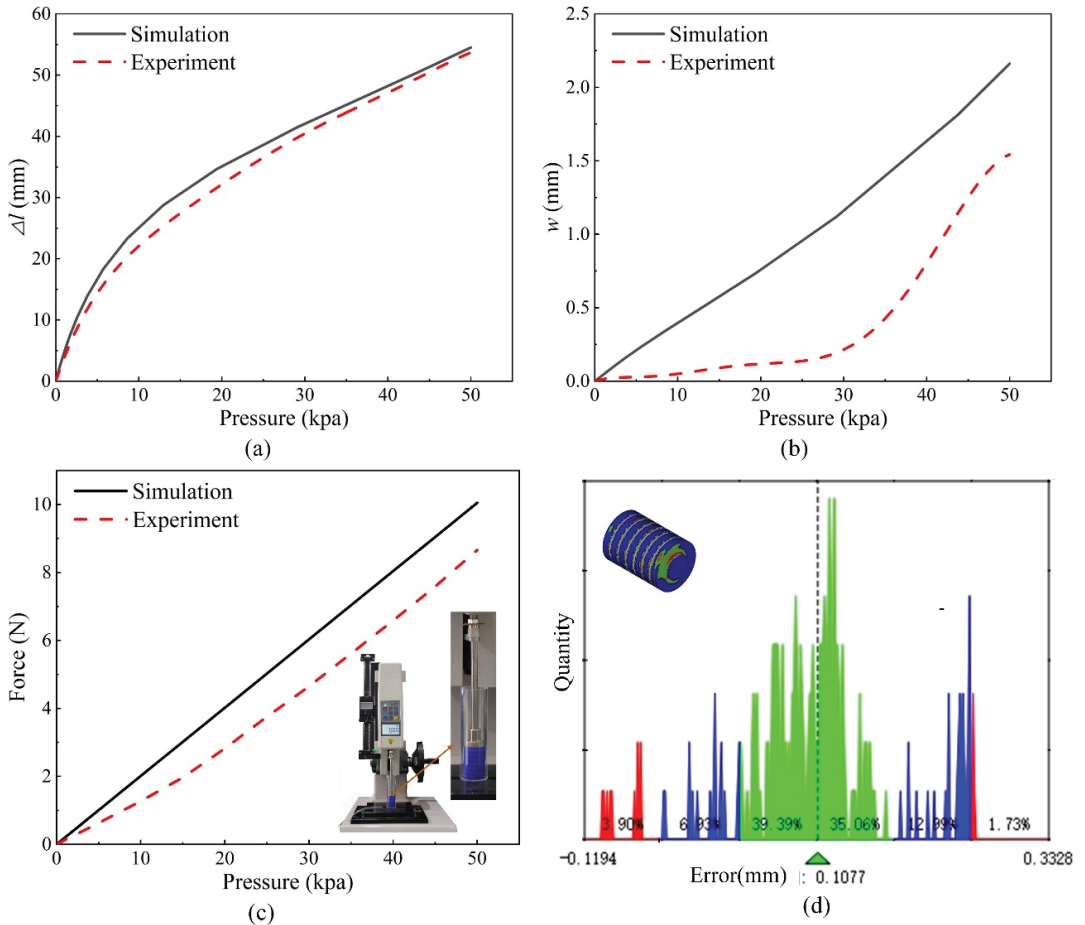 60
50
40
30
20
10
0
Δl (mm)
Simulation
Experiment
0 10 20 30 40 50
Pressure (kpa)
(a)
2.5
2.0
1.5
1.0
0.5
0.0
w (mm)
Simulation
Experiment
0 10 20 30 40 50
Pressure (kpa)
(b)
10
8
6
4
2
0
Force (N)
Simulation
Experiment
0 10 20 30 40 50
Pressure (kpa)
(c)
Quantity
3.90% 6.93% 39.39% 35.06% 12.99% 1.73%
-0.1194 0.3328
Error(mm) : 0.1077
(d)